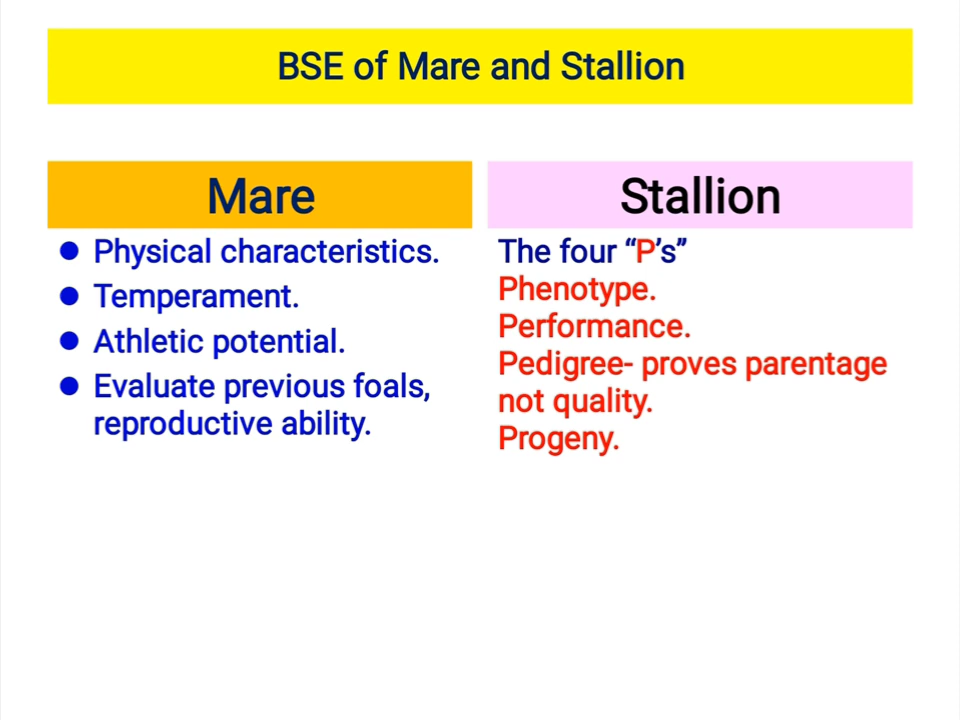 BSE of Mare and Stallion
Mare
● Physical characteristics.
● Temperament.
● Athletic potential.
● Evaluate previous foals,
reproductive ability.
Stallion
The four “P’s”
Phenotype.
Performance.
Pedigree- proves parentage
not quality.
Progeny.